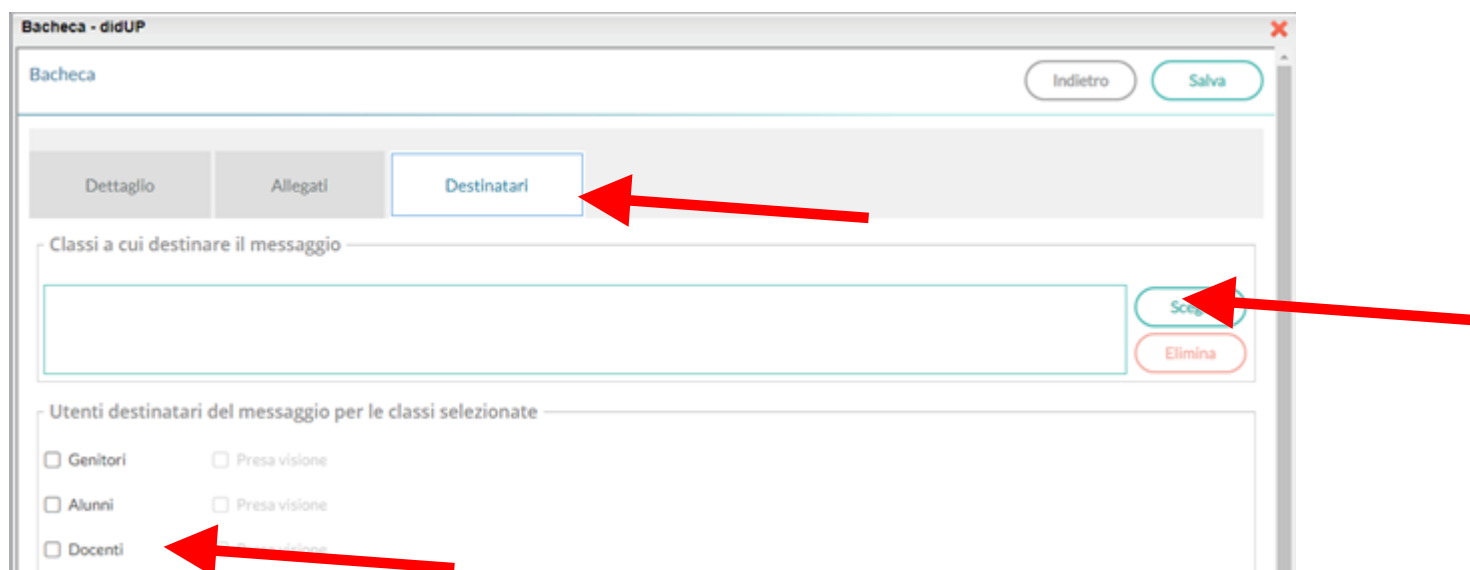 Bacheca - didUP
Bacheca
Indietro
Salva
Dettaglio
Allegati
Destinatari
Classi a cui destinare il messaggio
Elimina
Utenti destinatari del messaggio per le classi selezionate
Genitori
Presa visione
Alunni
Presa visione
Docenti